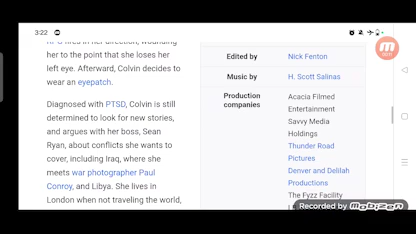 3:22
in her direction, wounding
her to the point that she loses her
left eye. Afterward, Colvin decides to
wear an eyepatch.
Diagnosed with PTSD, Colvin is still
determined to look for new stories,
and argues with her boss, Sean
Ryan, about conflicts she wants to
cover, including Iraq, where she
meets war photographer Paul
Conroy, and Libya. She lives in
London when not traveling the world,
Edited by
Nick Fenton
Music by
H. Scott Salinas
Production
companies
Acacia Filmed
Entertainment
Savvy Media
Holdings
Thunder Road
Pictures
Denver and Delilah
Productions
The Fyzz Facility
Recorded by Mobizen